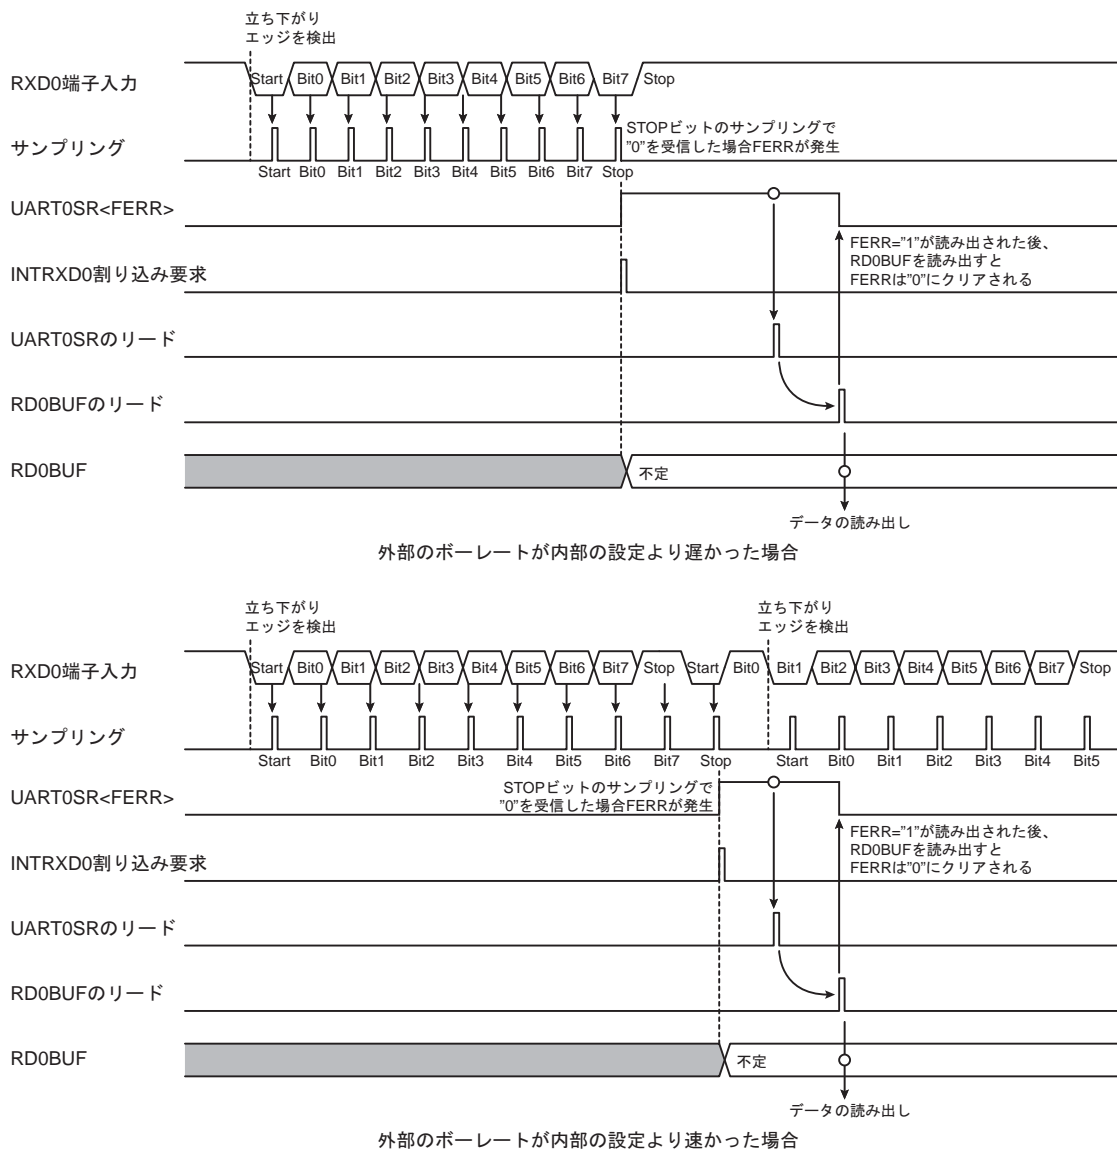 立ち下がり
エッジを検出
RXD0端子入力
Start Bit0 Bit1 Bit2 Bit3 Bit4 Bit5 Bit6 Bit7 Stop
サンプリング
STOPビットのサンプリングで
"0"を受信した場合FERRが発生
Start Bit0 Bit1 Bit2 Bit3 Bit4 Bit5 Bit6 Bit7 Stop
UART0SR<FERR>
FERR="1"が読み出された後、
RD0BUFを読み出すと
FERRは"0"にクリアされる
INTRXD0割り込み要求
UART0SRのリード
RD0BUFのリード
RD0BUF
不定
データの読み出し
外部のボーレートが内部の設定より遅かった場合
立ち下がり
エッジを検出
立ち下がり
エッジを検出
RXD0端子入力
Start Bit0 Bit1 Bit2 Bit3 Bit4 Bit5 Bit6 Bit7 Stop Start Bit0 Bit1 Bit2 Bit3 Bit4 Bit5 Bit6 Bit7 Stop
サンプリング
Start Bit0 Bit1 Bit2 Bit3 Bit4 Bit5 Bit6 Bit7 Stop Start Bit0 Bit1 Bit2 Bit3 Bit4 Bit5
STOPビットのサンプリングで
"0"を受信した場合FERRが発生
UART0SR<FERR>
FERR="1"が読み出された後、
RD0BUFを読み出すと
FERRは"0"にクリアされる
INTRXD0割り込み要求
UART0SRのリード
RD0BUFのリード
RD0BUF
不定
データの読み出し
外部のボーレートが内部の設定より速かった場合